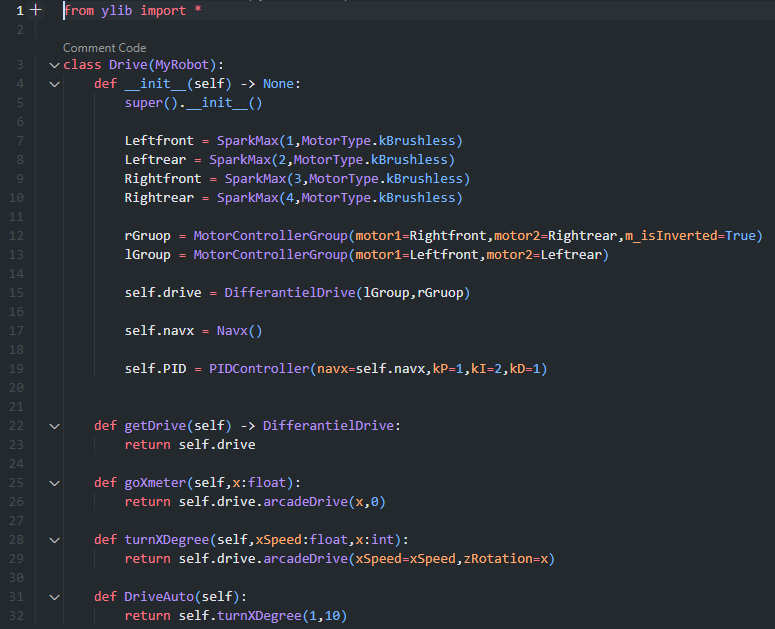 1 from ylib import *
2
Comment Code
3 class Drive(MyRobot):
4     def __init__(self) -> None:
5         super().__init__()
6
7         Leftfront = SparkMax(1,MotorType.kBrushless)
8         Leftrear = SparkMax(2,MotorType.kBrushless)
9         Rightfront = SparkMax(3,MotorType.kBrushless)
10         Rightrear = SparkMax(4,MotorType.kBrushless)
11
12         rGruop = MotorControllerGroup(motor1=Rightfront,motor2=Rightrear,m_isInverted=True)
13         lGroup = MotorControllerGroup(motor1=Leftfront,motor2=Leftrear)
14
15         self.drive = DifferantielDrive(lGroup,rGruop)
16
17         self.navx = Navx()
18
19         self.PID = PIDController(navx=self.navx,kP=1,kI=2,kD=1)
20
21
22     def getDrive(self) -> DifferantielDrive:
23         return self.drive
24
25     def goXmeter(self,x:float):
26         return self.drive.arcadeDrive(x,0)
27
28     def turnXDegree(self,xSpeed:float,x:int):
29         return self.drive.arcadeDrive(xSpeed=xSpeed,zRotation=x)
30
31     def DriveAuto(self):
32         return self.turnXDegree(1,10)